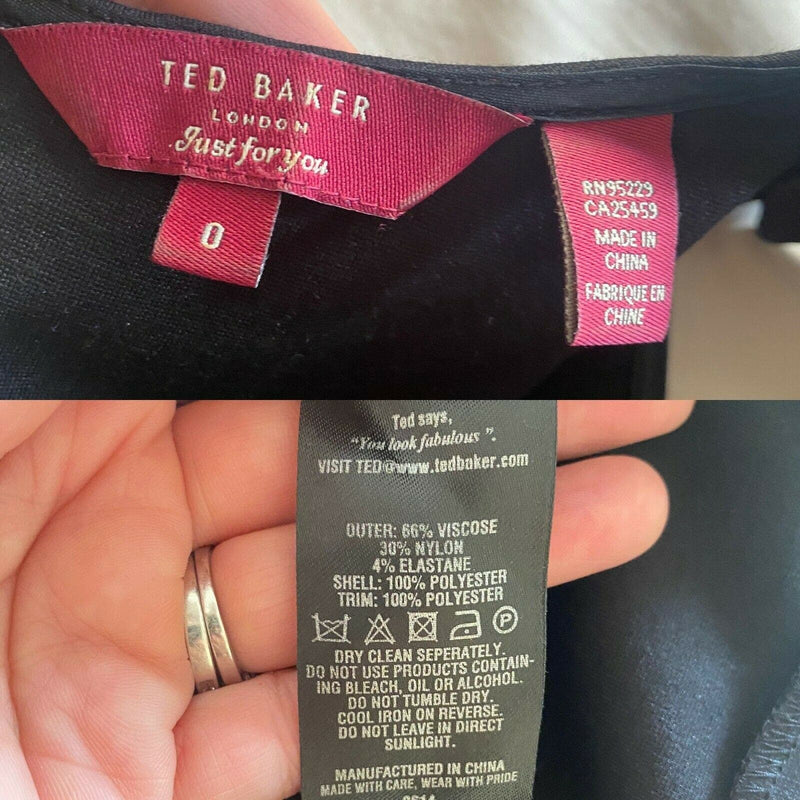 TED BAKER
LONDON
Just for you
0
RN95229
CA25459
MADE IN
CHINA
FABRIQUE EN
CHINE
Ted says,
"You look fabulous".
VISIT TED@www.tedbaker.com
OUTER: 66% VISCOSE
30% NYLON
4% ELASTANE
SHELL: 100% POLYESTER
TRIM: 100% POLYESTER
P
DRY CLEAN SEPERATELY.
DO NOT USE PRODUCTS CONTAIN-
ING BLEACH, OIL OR ALCOHOL.
DO NOT TUMBLE DRY.
COOL IRON ON REVERSE.
DO NOT LEAVE IN DIRECT
SUNLIGHT.
MANUFACTURED IN CHINA
MADE WITH CARE, WEAR WITH PRIDE